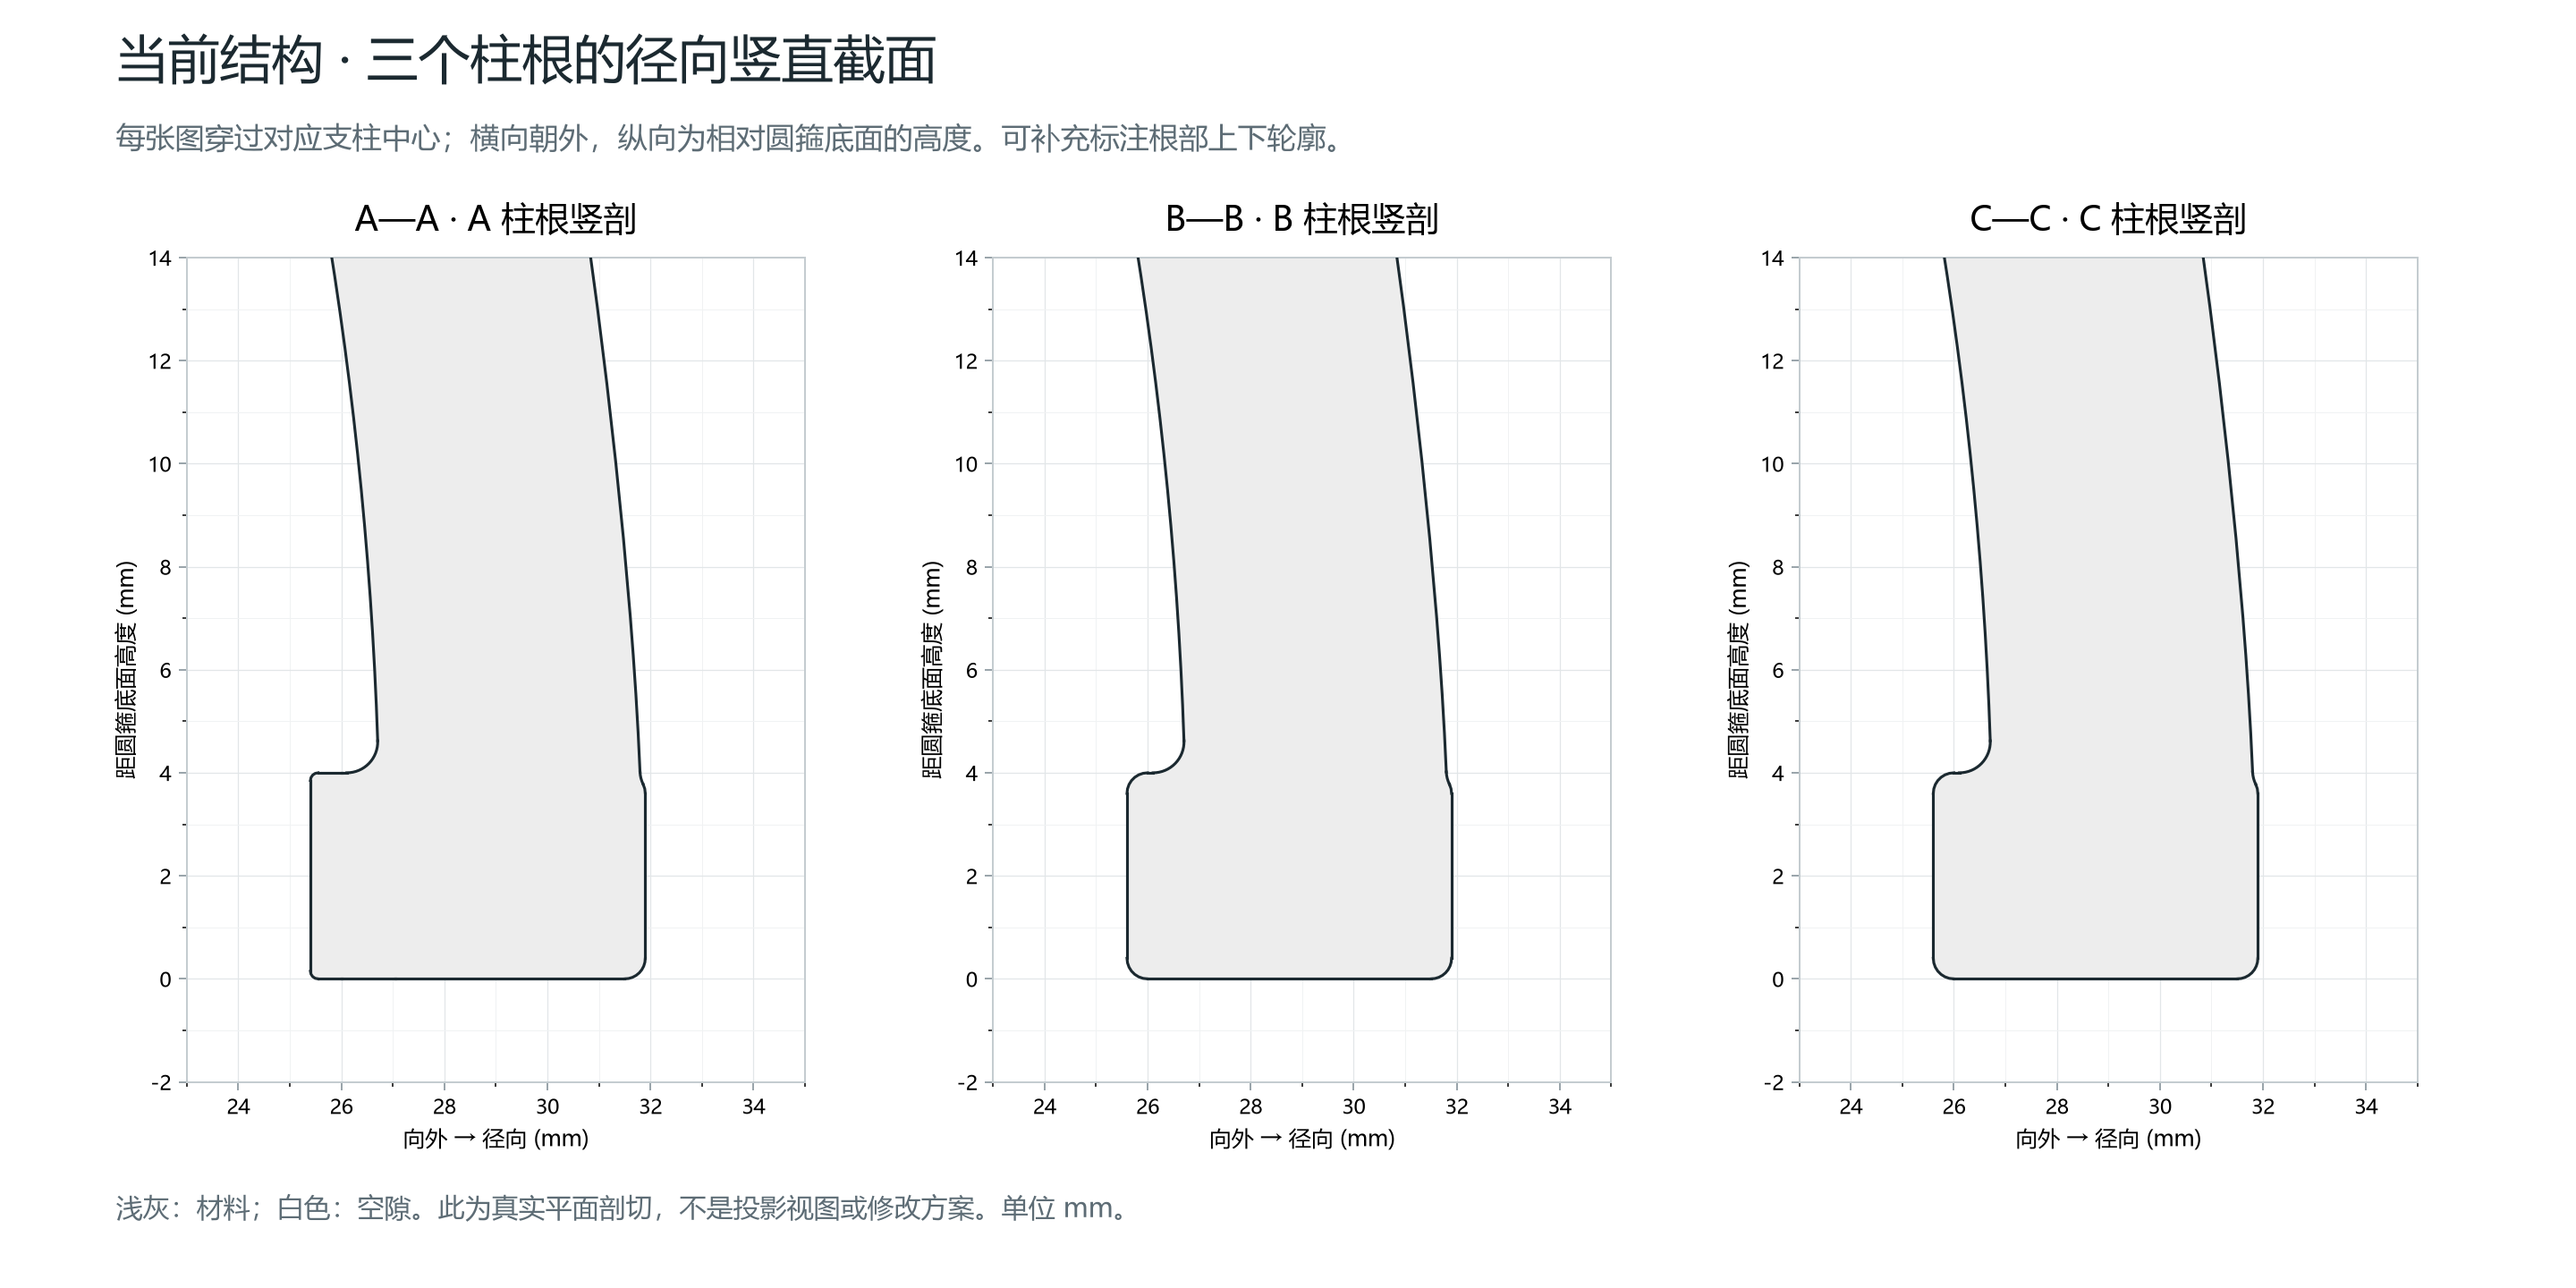 当前结构 · 三个柱根的径向竖直截面
每张图穿过对应支柱中心；横向朝外，纵向为相对圆箍底面的高度。可补充标注根部上下轮廓。
A—A · A 柱根竖剖
14
12
10
8
6
4
2
0
-2
距圆箍底面高度 (mm)
24 26 28 30 32 34
向外 → 径向 (mm)
B—B · B 柱根竖剖
14
12
10
8
6
4
2
0
-2
距圆箍底面高度 (mm)
24 26 28 30 32 34
向外 → 径向 (mm)
C—C · C 柱根竖剖
14
12
10
8
6
4
2
0
-2
距圆箍底面高度 (mm)
24 26 28 30 32 34
向外 → 径向 (mm)
浅灰：材料；白色：空隙。此为真实平面剖切，不是投影视图或修改方案。单位 mm。